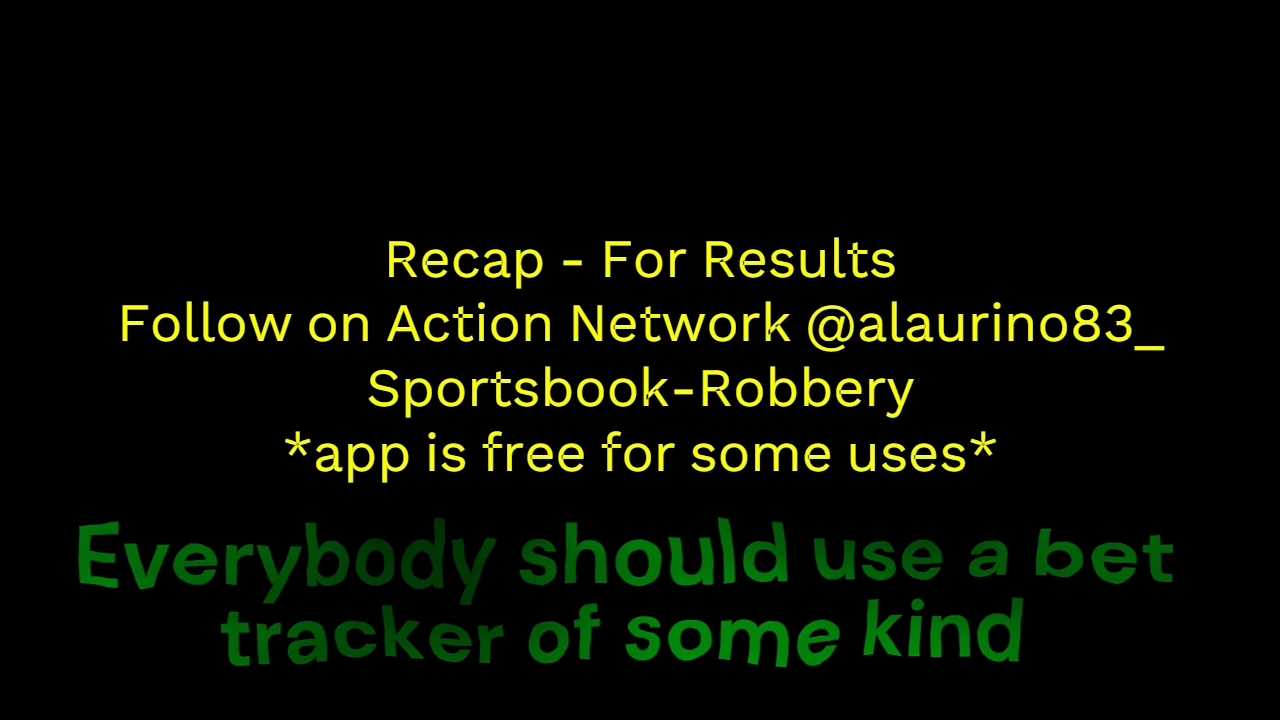 Recap - For Results
Follow on Action Network @alaurino83_
Sportsbook-Robbery
*app is free for some uses*
Everybody should use a bet
tracker of some kind